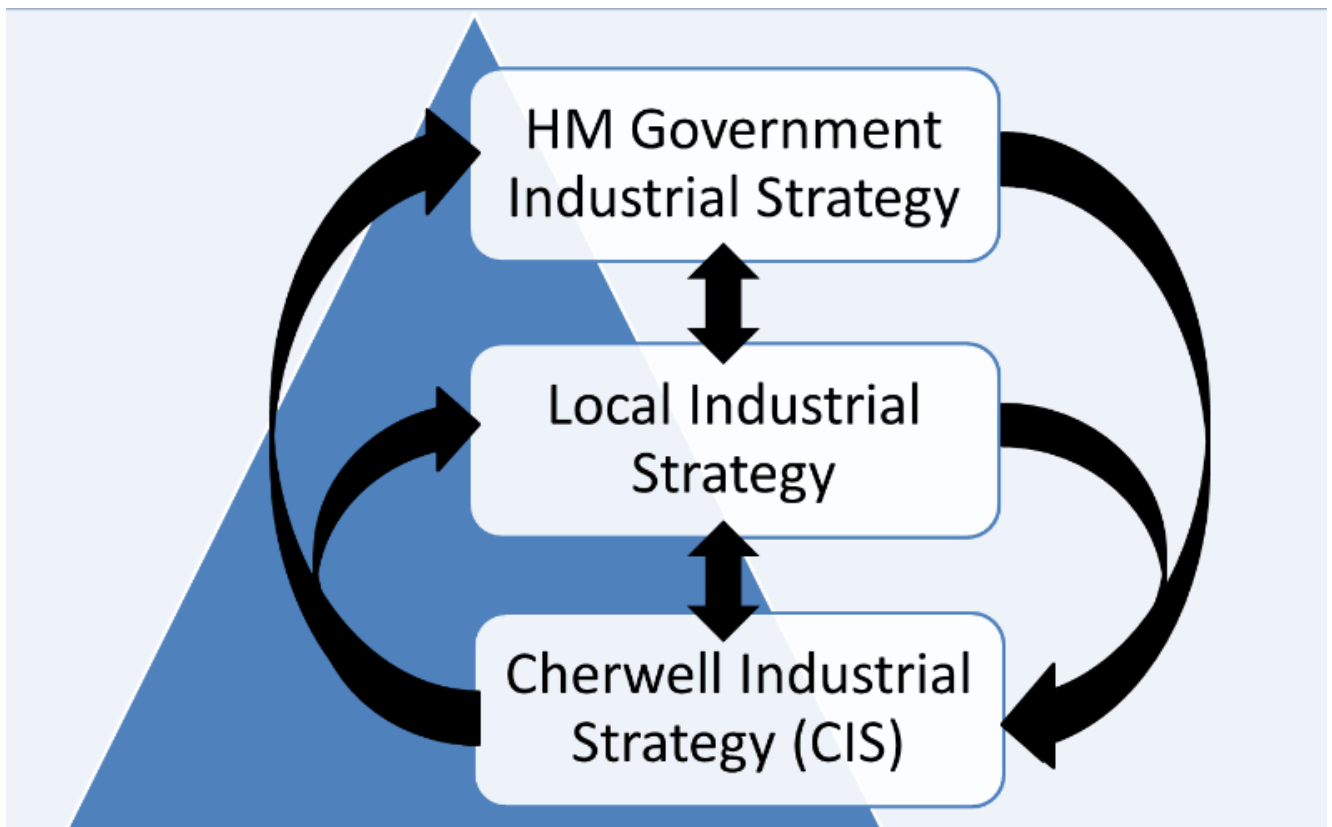 HM Government
Industrial Strategy
Local Industrial
Strategy
Cherwell Industrial
Strategy (CIS)